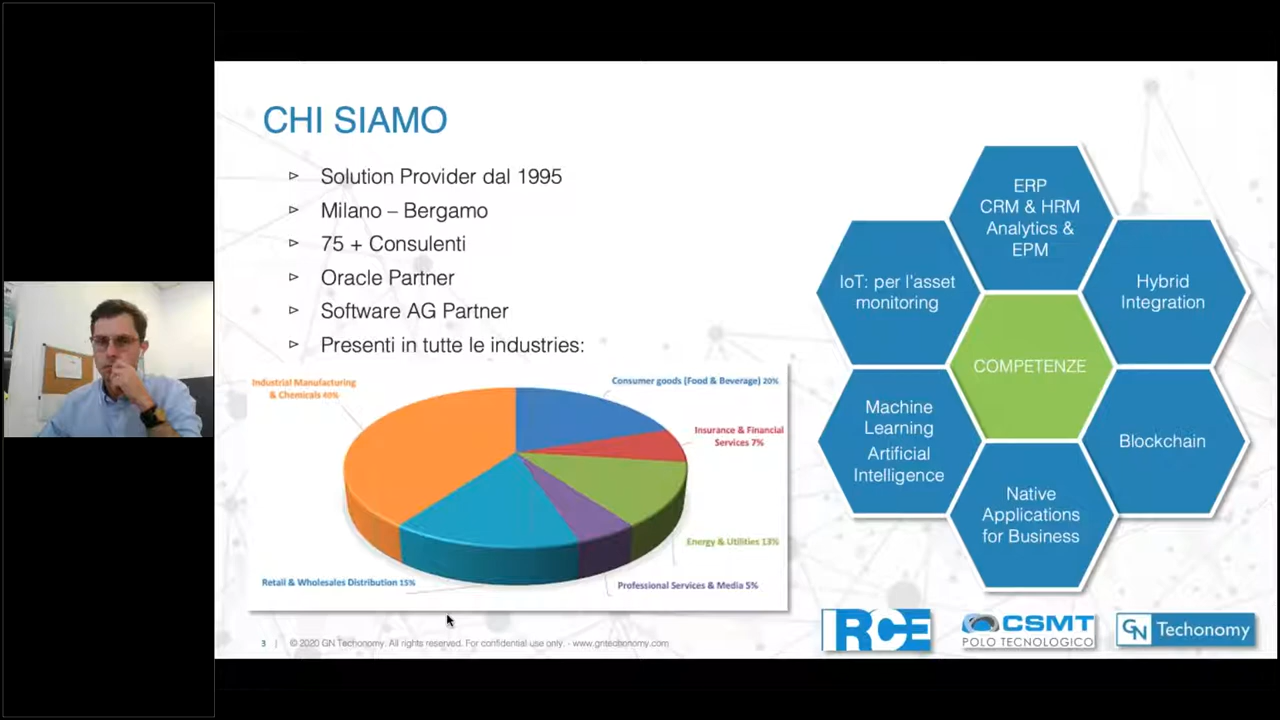 CHI SIAMO
Solution Provider dal 1995
Milano – Bergamo
75 + Consulenti
Oracle Partner
Software AG Partner
Presenti in tutte le industries:
Industrial Manufacturing
& Chemicals 40%
Consumer goods (Food & Beverage) 20%
Insurance & Financial
Services 7%
Energy & Utilities 13%
Professional Services & Media 5%
Retail & Wholesales Distribution 15%
ERP
CRM & HRM
Analytics &
EPM
IoT: per l'asset
monitoring
Hybrid
Integration
COMPETENZE
Machine
Learning
Artificial
Intelligence
Blockchain
Native
Applications
for Business
3 | © 2020 GN Techonomy. All rights reserved. For confidential use only. - www.gntechonomy.com
IRCE
CSMT
POLO TECNOLOGICO
GN Techonomy